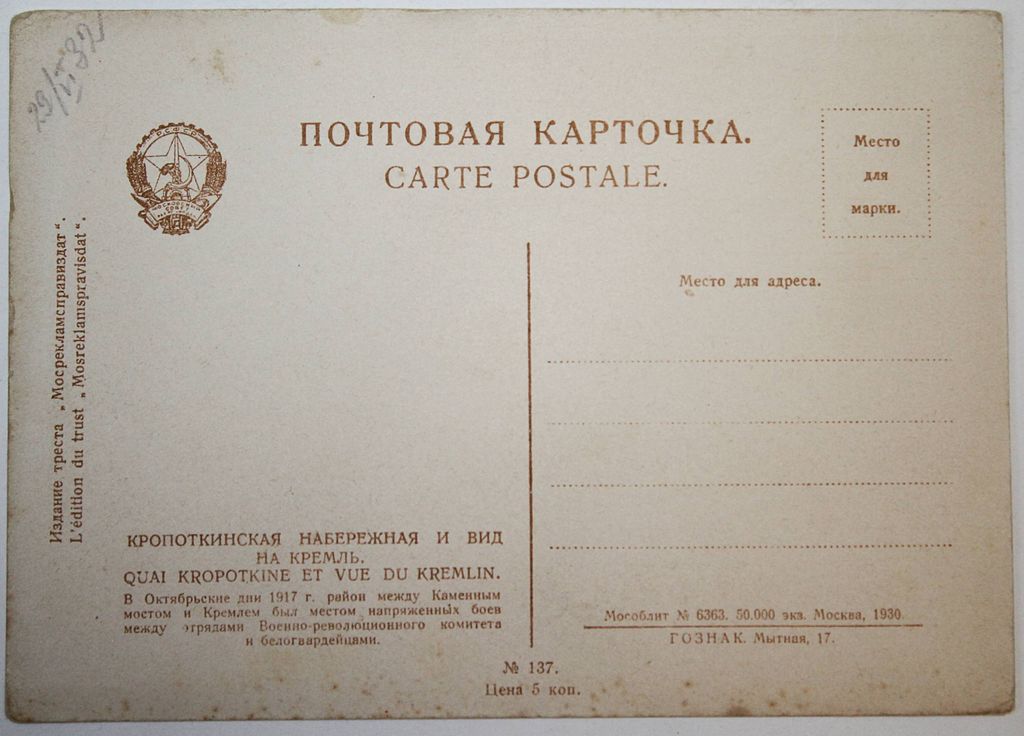 ПОЧТОВАЯ КАРТОЧКА.
CARTE POSTALE.
Место
для
марки.
Р.С.Ф.С.Р.
МОСКОВСКИЙ
СОВЕТ
Место для адреса.
Издание треста „Мосрекламсправиздат“.
L'édition du trust „Mosreklamspravisdat“.
КРОПОТКИНСКАЯ НАБЕРЕЖНАЯ И ВИД
НА КРЕМЛЬ.
QUAI KROPOTKINE ET VUE DU KREMLIN.
В Октябрьские дни 1917 г. район между Каменным
мостом и Кремлем был местом напряженных боев
между отрядами Военно-революционного комитета
и белогвардейцами.
Мособлит № 6363. 50.000 экз. Москва, 1930.
ГОЗНАК. Мытная, 17.
№ 137.
Цена 5 коп.